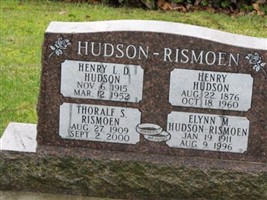 HUDSON-RISMOEN
HENRY L. D.
HUDSON
NOV. 6 1915
MAR. 12 1952
HENRY
HUDSON
AUG. 22 1876
OCT. 18 1960
THORALF S.
RISMOEN
AUG. 27 1909
SEPT. 2 2000
ELYNN M.
HUDSON-RISMOEN
JAN. 19 1911
AUG. 9 1996